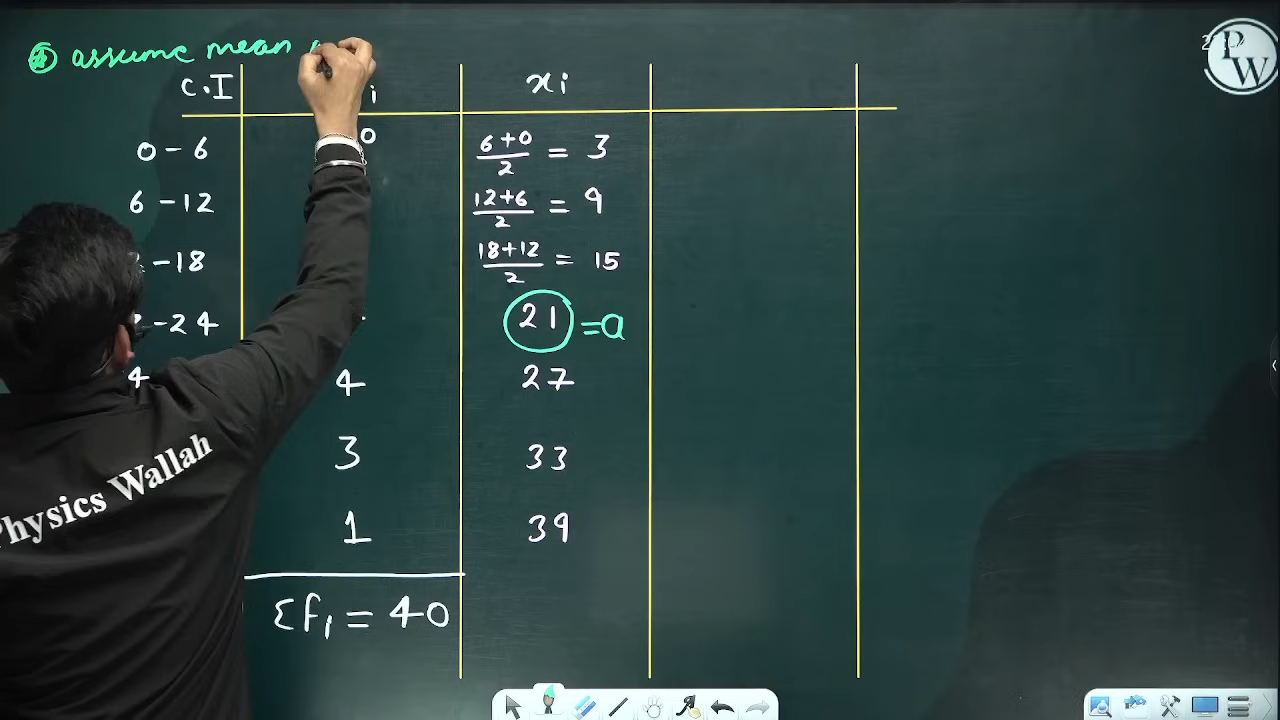 assume mean
C.I i xi
0 - 6 0 6+0/2 = 3
6 - 12 12+6/2 = 9
- 18 18+12/2 = 15
- 24 21 = a
4 4 27
3 33
1 39
Σf₁ = 40
Physics Wallah
PW